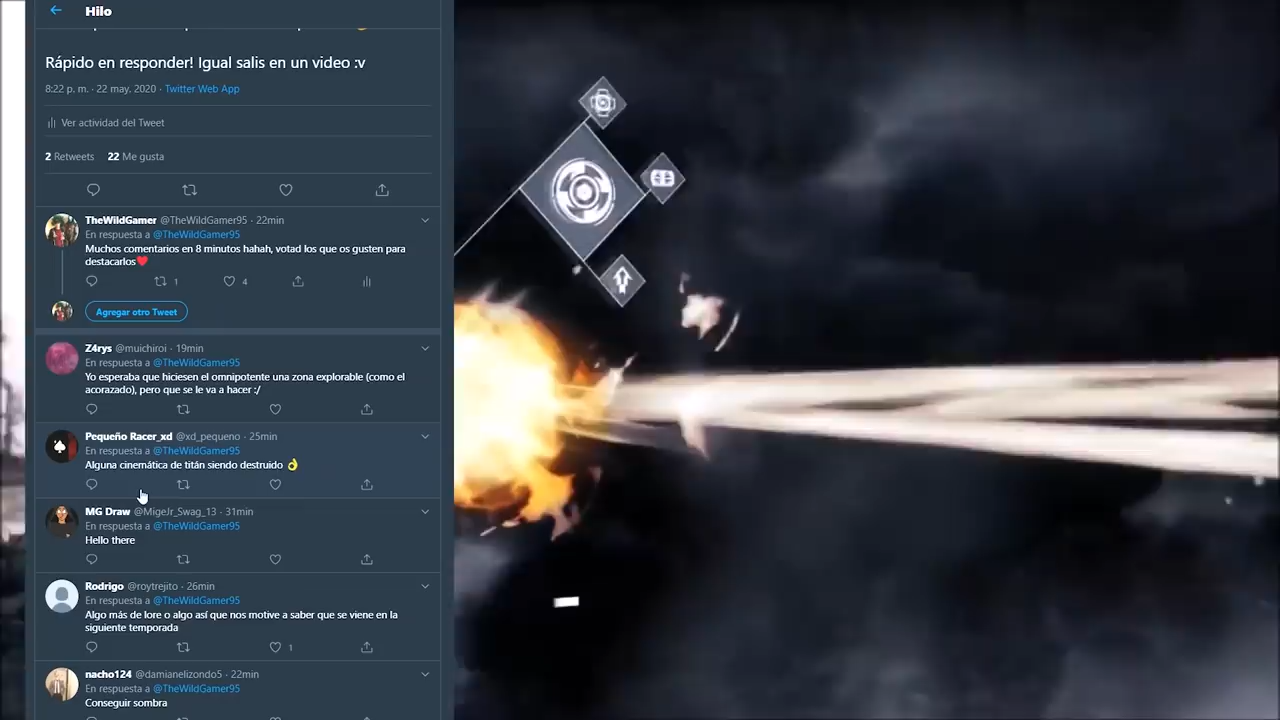 Hilo
Rápido en responder! Igual salis en un video :v
8:22 p. m. · 22 may. 2020 · Twitter Web App
Ver actividad del Tweet
2 Retweets 22 Me gusta
TheWildGamer @TheWildGamer95 · 22min
En respuesta a @TheWildGamer95
Muchos comentarios en 8 minutos hahah, votad los que os gusten para
destacarlos❤️
1 4
Agregar otro Tweet
Z4rys @muichiroi · 19min
En respuesta a @TheWildGamer95
Yo esperaba que hiciesen el omnipotente una zona explorable (como el
acorazado), pero que se le va a hacer :/
Pequeño Racer_xd @xd_pequeno · 25min
En respuesta a @TheWildGamer95
Alguna cinemática de titán siendo destruido 👌
MG Draw @MigeJr_Swag_13 · 31min
En respuesta a @TheWildGamer95
Hello there
Rodrigo @roytrejito · 26min
En respuesta a @TheWildGamer95
Algo más de lore o algo así que nos motive a saber que se viene en la
siguiente temporada
1
nacho124 @damianelizondo5 · 22min
En respuesta a @TheWildGamer95
Conseguir sombra